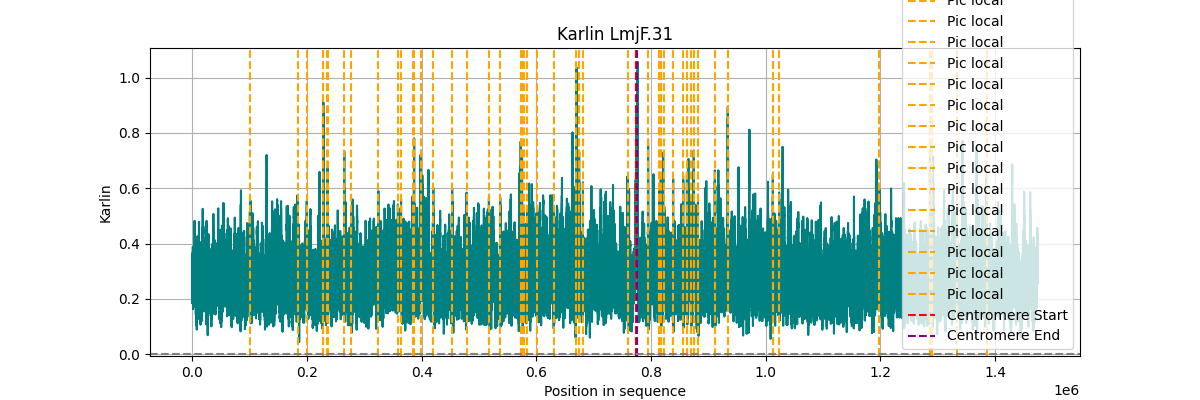 Pic local
Karlin LmjF.31
Pic local
Pic local
Pic local
Pic local
Pic local
Pic local
Pic local
Pic local
Pic local
Pic local
Pic local
Pic local
Pic local
Pic local
Centromere Start
Centromere End
1.0
0.8
0.6
0.4
0.2
0.0
Karlin
0.0 0.2 0.4 0.6 0.8 1.0 1.2 1.4
1e6
Position in sequence